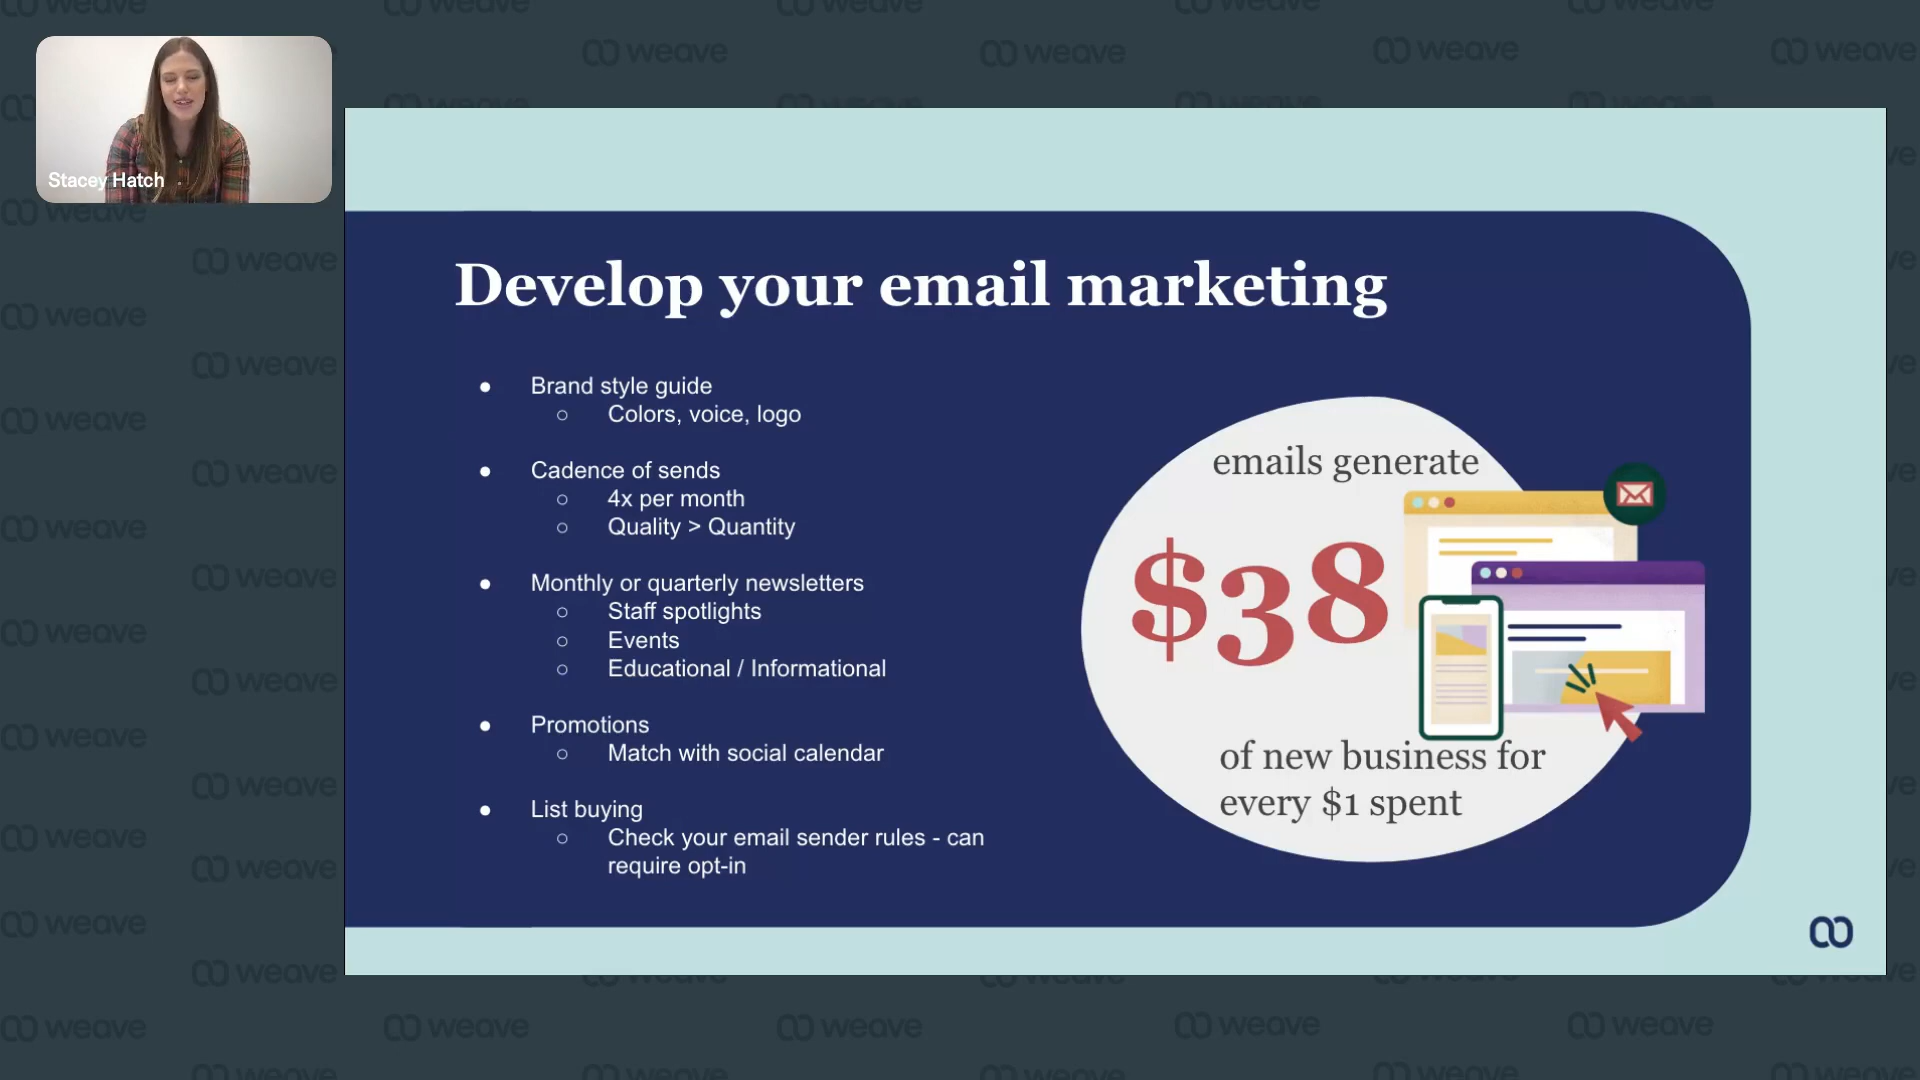 Stacey Hatch
Develop your email marketing
● Brand style guide
○ Colors, voice, logo
● Cadence of sends
○ 4x per month
○ Quality > Quantity
● Monthly or quarterly newsletters
○ Staff spotlights
○ Events
○ Educational / Informational
● Promotions
○ Match with social calendar
● List buying
○ Check your email sender rules - can
require opt-in
emails generate
$38
of new business for
every $1 spent
weave